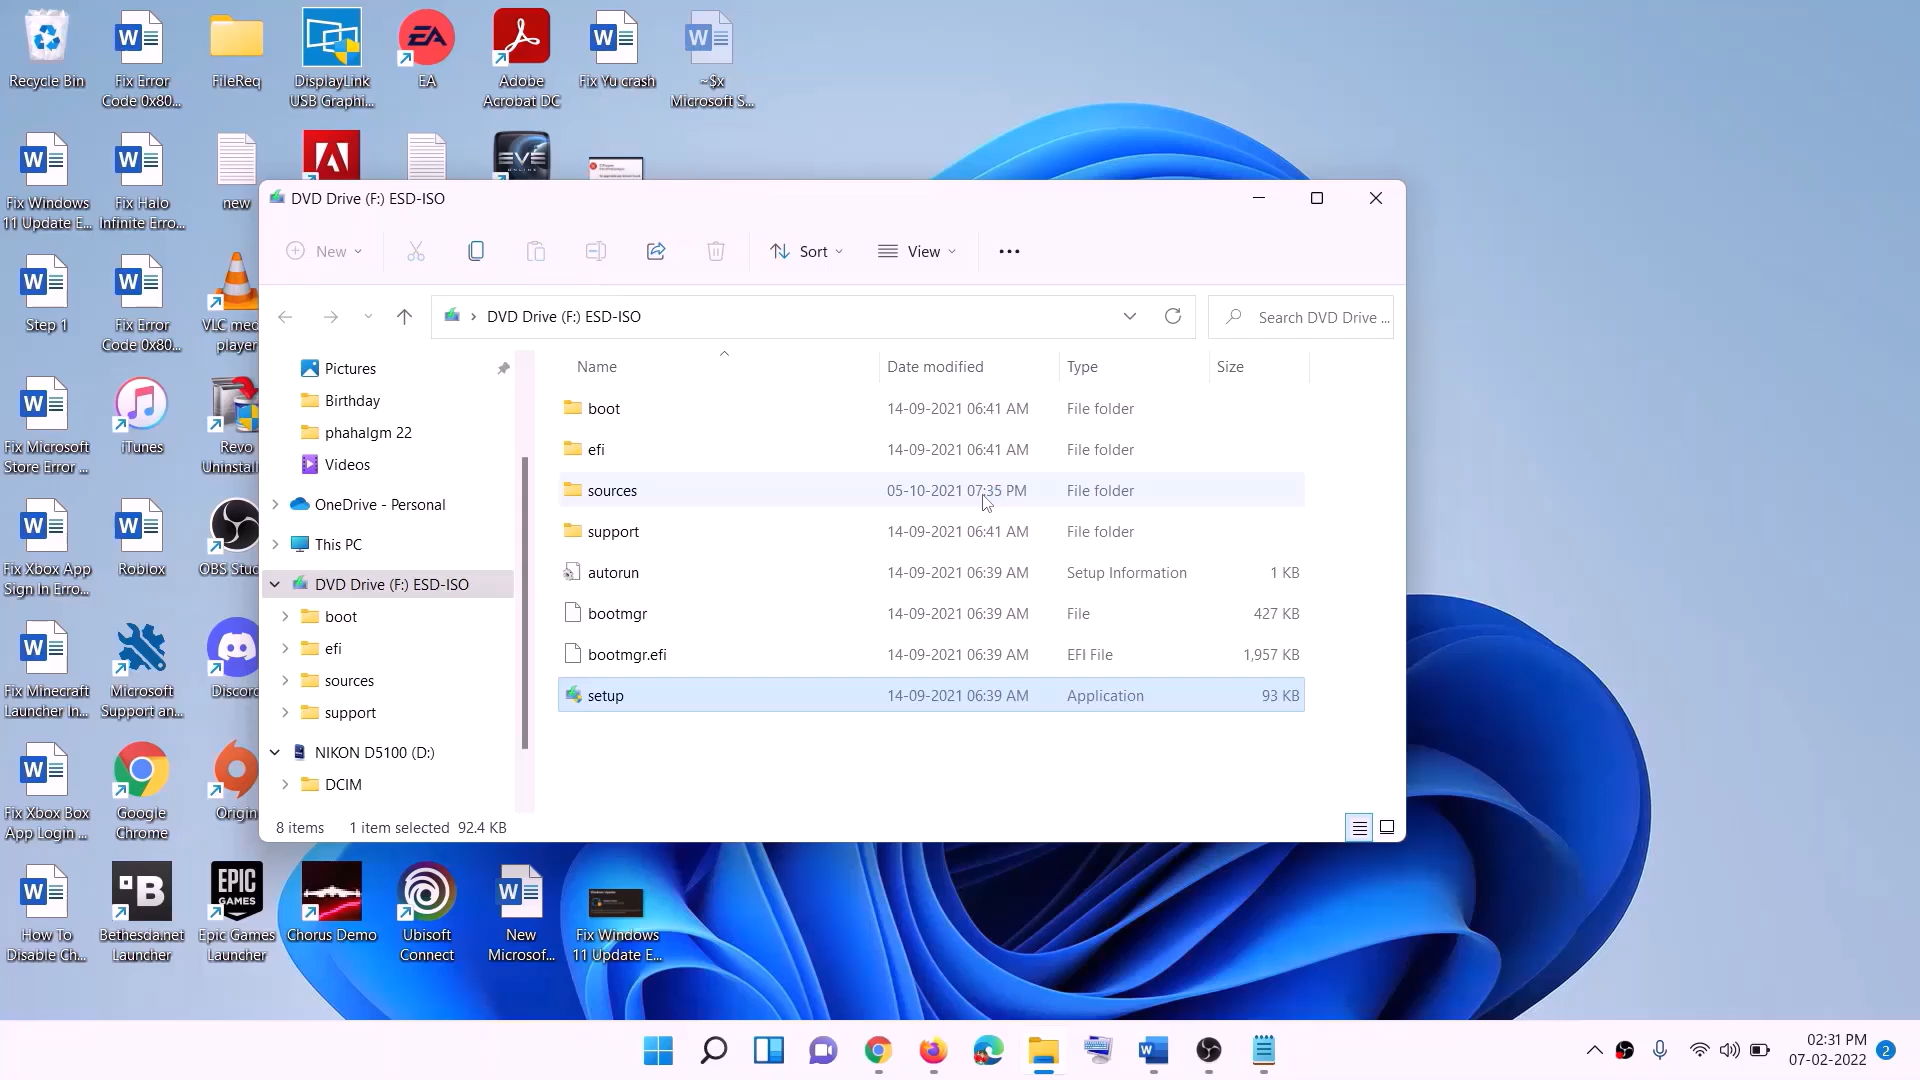 Recycle Bin
Fix Error
Code 0x80...
FileReq
DisplayLink
USB Graphi...
EA
Adobe
Acrobat DC
Fix Yu crash
~$x
Microsoft S...
Fix Windows
11 Update E...
Fix Halo
Infinite Erro...
new
EVE
ONLINE
Step 1
Fix Error
Code 0x80...
VLC med
player
Fix Microsoft
Store Error ...
iTunes
Revo
Uninstall
Fix Xbox App
Sign In Erro...
Roblox
OBS Stud
Fix Minecraft
Launcher In...
Microsoft
Support an...
Discord
Fix Xbox Box
App Login ...
Google
Chrome
Origin
How To
Disable Ch...
Bethesda.net
Launcher
EPIC
GAMES
Epic Games
Launcher
Chorus Demo
Ubisoft
Connect
New
Microsof...
Fix Windows
11 Update E...
DVD Drive (F:) ESD-ISO
New
Sort
View
DVD Drive (F:) ESD-ISO
Search DVD Drive ...
Pictures
Birthday
phahalgm 22
Videos
OneDrive - Personal
This PC
DVD Drive (F:) ESD-ISO
boot
efi
sources
support
NIKON D5100 (D:)
DCIM
Name Date modified Type Size
boot 14-09-2021 06:41 AM File folder
efi 14-09-2021 06:41 AM File folder
sources 05-10-2021 07:35 PM File folder
support 14-09-2021 06:41 AM File folder
autorun 14-09-2021 06:39 AM Setup Information 1 KB
bootmgr 14-09-2021 06:39 AM File 427 KB
bootmgr.efi 14-09-2021 06:39 AM EFI File 1,957 KB
setup 14-09-2021 06:39 AM Application 93 KB
8 items 1 item selected 92.4 KB
02:31 PM
07-02-2022
2